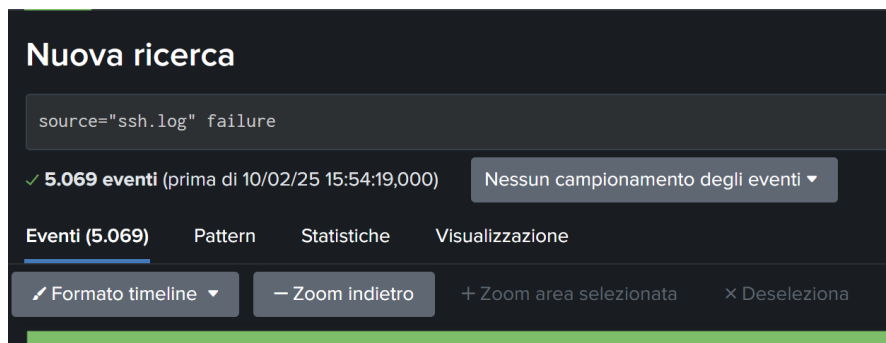 Nuova ricerca
source="ssh.log" failure
✓ 5.069 eventi (prima di 10/02/25 15:54:19,000) Nessun campionamento degli eventi ▾
Eventi (5.069) Pattern Statistiche Visualizzazione
Formato timeline ▾ — Zoom indietro + Zoom area selezionata × Deseleziona